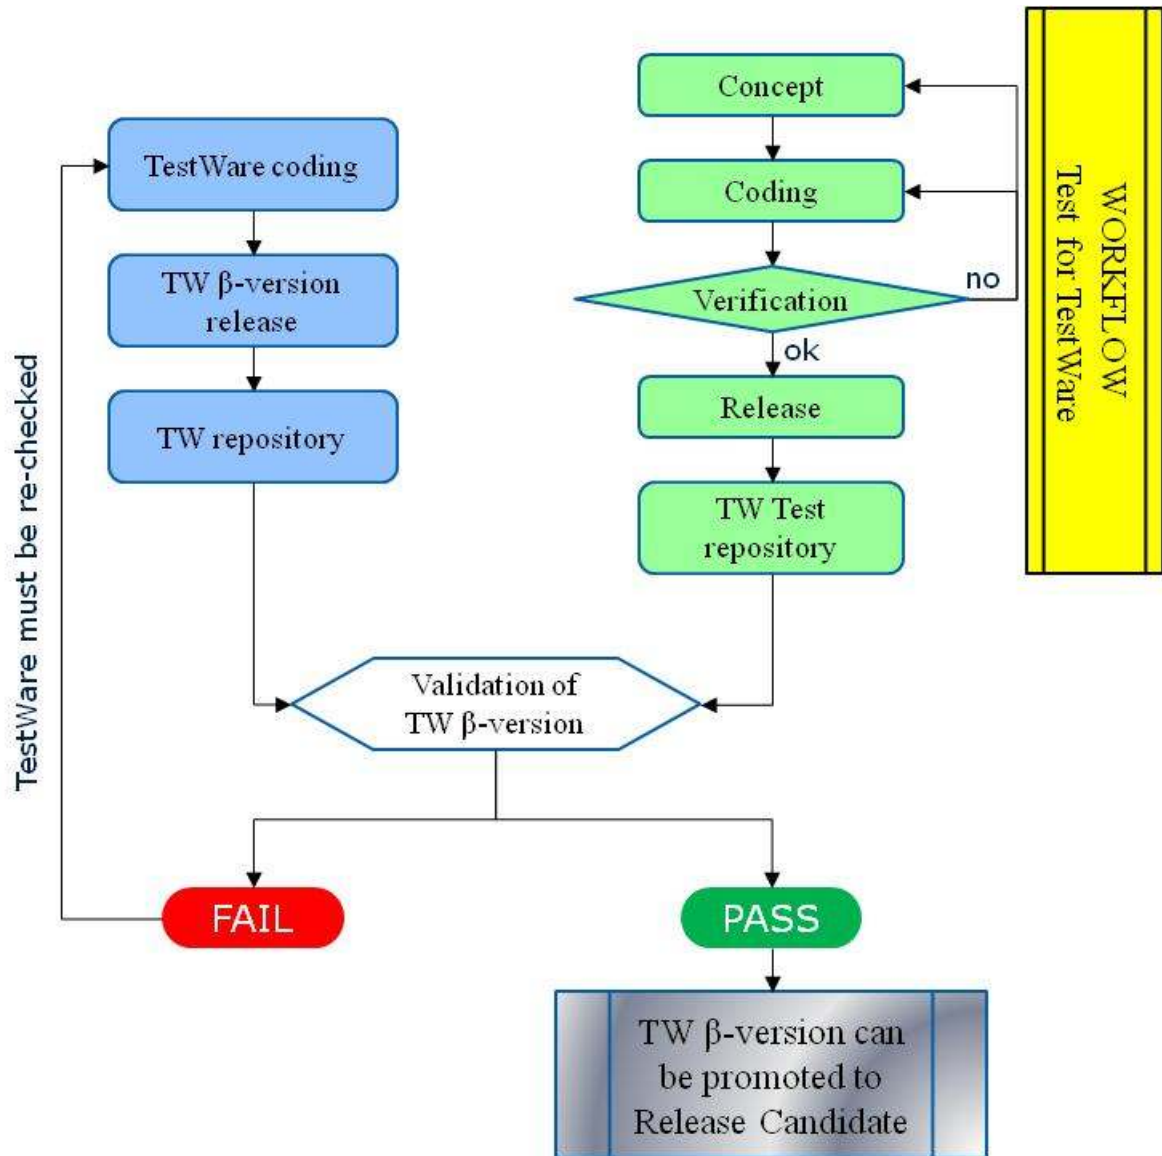 TestWare coding
TW β-version
release
TW repository
TestWare must be re-checked
Concept
Coding
Verification
no
ok
Release
TW Test
repository
WORKFLOW
Test for TestWare
Validation of
TW β-version
FAIL
PASS
TW β-version can
be promoted to
Release Candidate